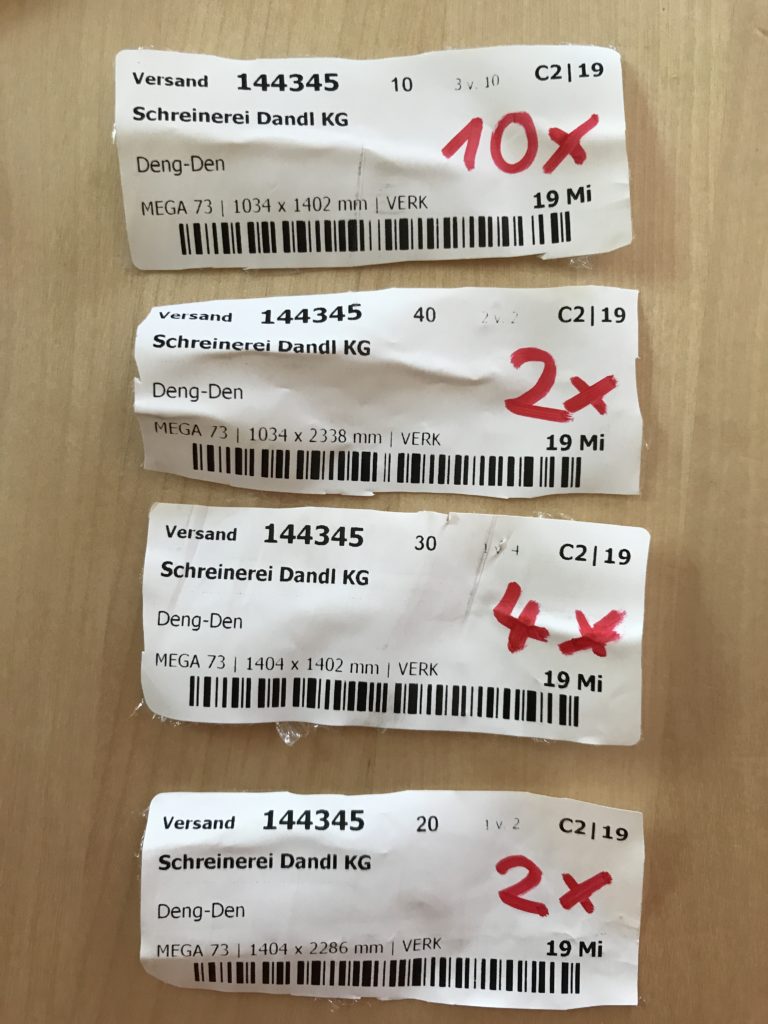 Versand 144345 10 3 v. 10 C2|19
Schreinerei Dandl KG
10x
Deng-Den
MEGA 73 | 1034 x 1402 mm | VERK 19 Mi
Versand 144345 40 2 v. 2 C2|19
Schreinerei Dandl KG
2x
Deng-Den
MEGA 73 | 1034 x 2338 mm | VERK 19 Mi
Versand 144345 30 1 v. 4 C2|19
Schreinerei Dandl KG
4x
Deng-Den
MEGA 73 | 1404 x 1402 mm | VERK 19 Mi
Versand 144345 20 1 v. 2 C2|19
Schreinerei Dandl KG
2x
Deng-Den
MEGA 73 | 1404 x 2286 mm | VERK 19 Mi